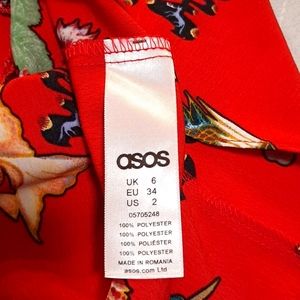 asos
UK 6
EU 34
US 2
05705248
100% POLYESTER
100% POLYESTER
100% POLIÉSTER
100% POLYESTER
MADE IN ROMANIA
asos.com Ltd